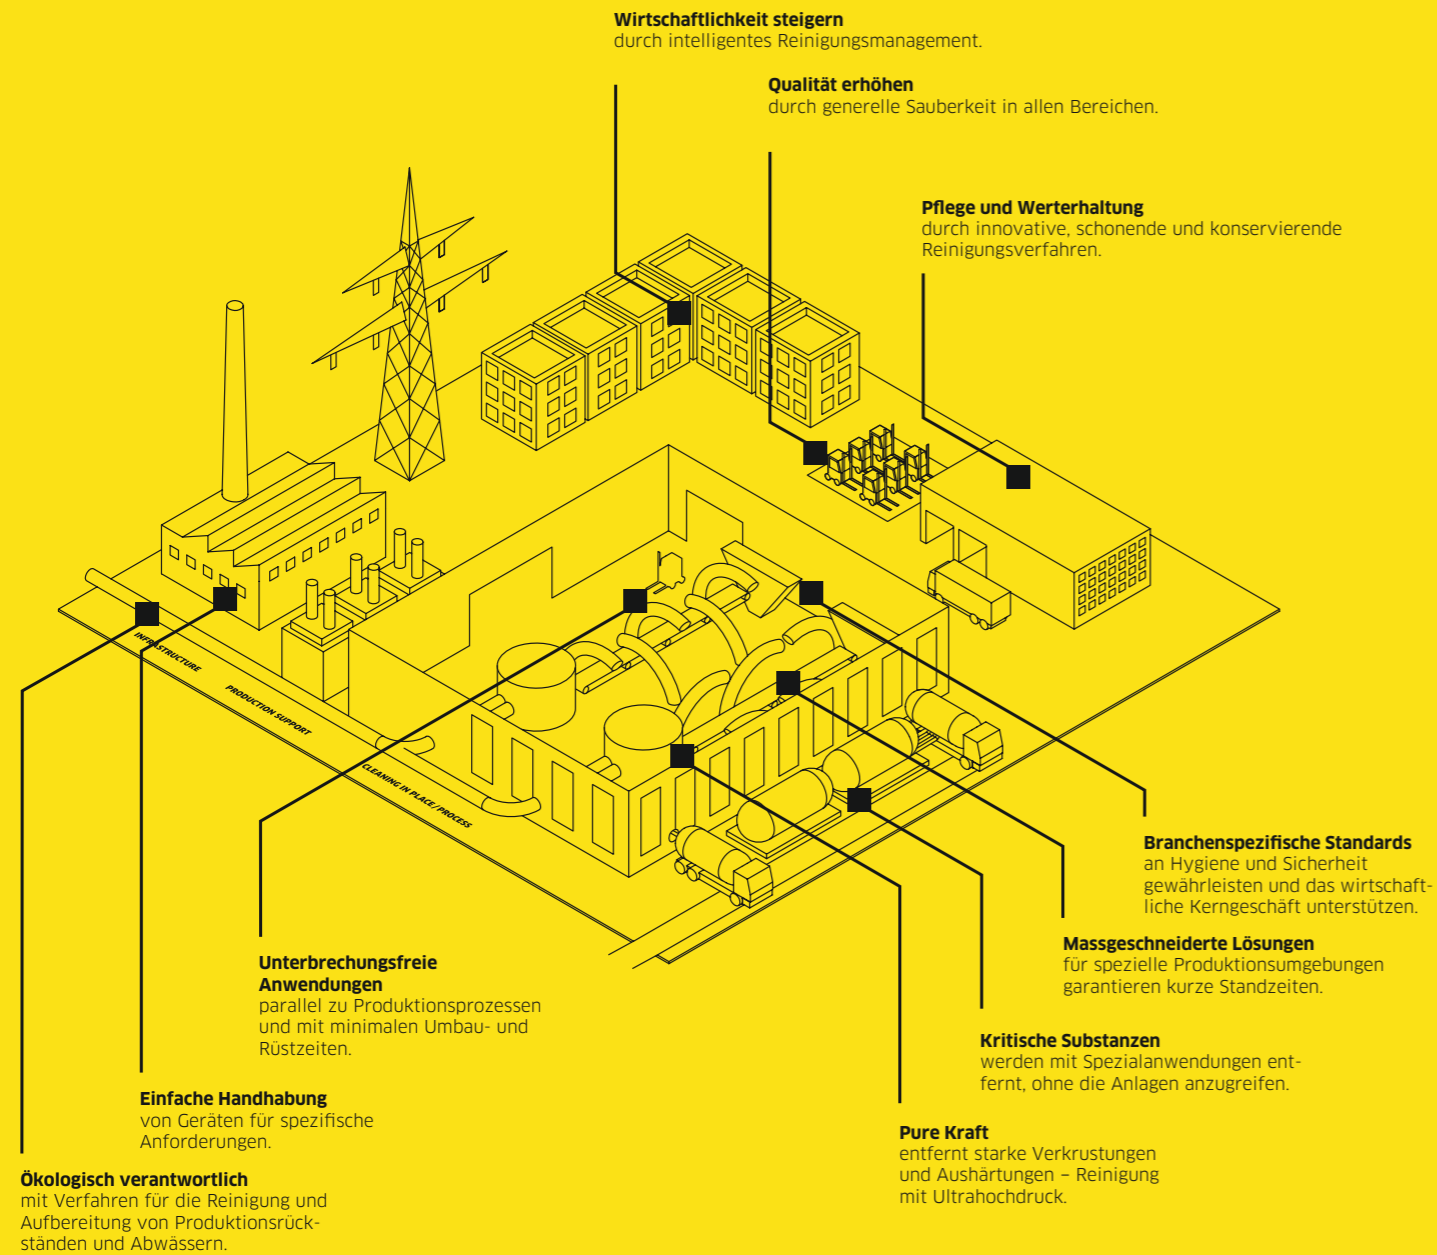 Wirtschaftlichkeit steigern
durch intelligentes Reinigungsmanagement.
Qualität erhöhen
durch generelle Sauberkeit in allen Bereichen.
Pflege und Werterhaltung
durch innovative, schonende und konservierende
Reinigungsverfahren.
INFRASTRUCTURE
PRODUCTION SUPPORT
CLEANING IN PLACE/PROCESS
Branchenspezifische Standards
an Hygiene und Sicherheit
gewährleisten und das wirtschaft-
liche Kerngeschäft unterstützen.
Massgeschneiderte Lösungen
für spezielle Produktionsumgebungen
garantieren kurze Standzeiten.
Unterbrechungsfreie
Anwendungen
parallel zu Produktionsprozessen
und mit minimalen Umbau- und
Rüstzeiten.
Kritische Substanzen
werden mit Spezialanwendungen ent-
fernt, ohne die Anlagen anzugreifen.
Einfache Handhabung
von Geräten für spezifische
Anforderungen.
Pure Kraft
entfernt starke Verkrustungen
und Aushärtungen – Reinigung
mit Ultrahochdruck.
Ökologisch verantwortlich
mit Verfahren für die Reinigung und
Aufbereitung von Produktionsrück-
ständen und Abwässern.